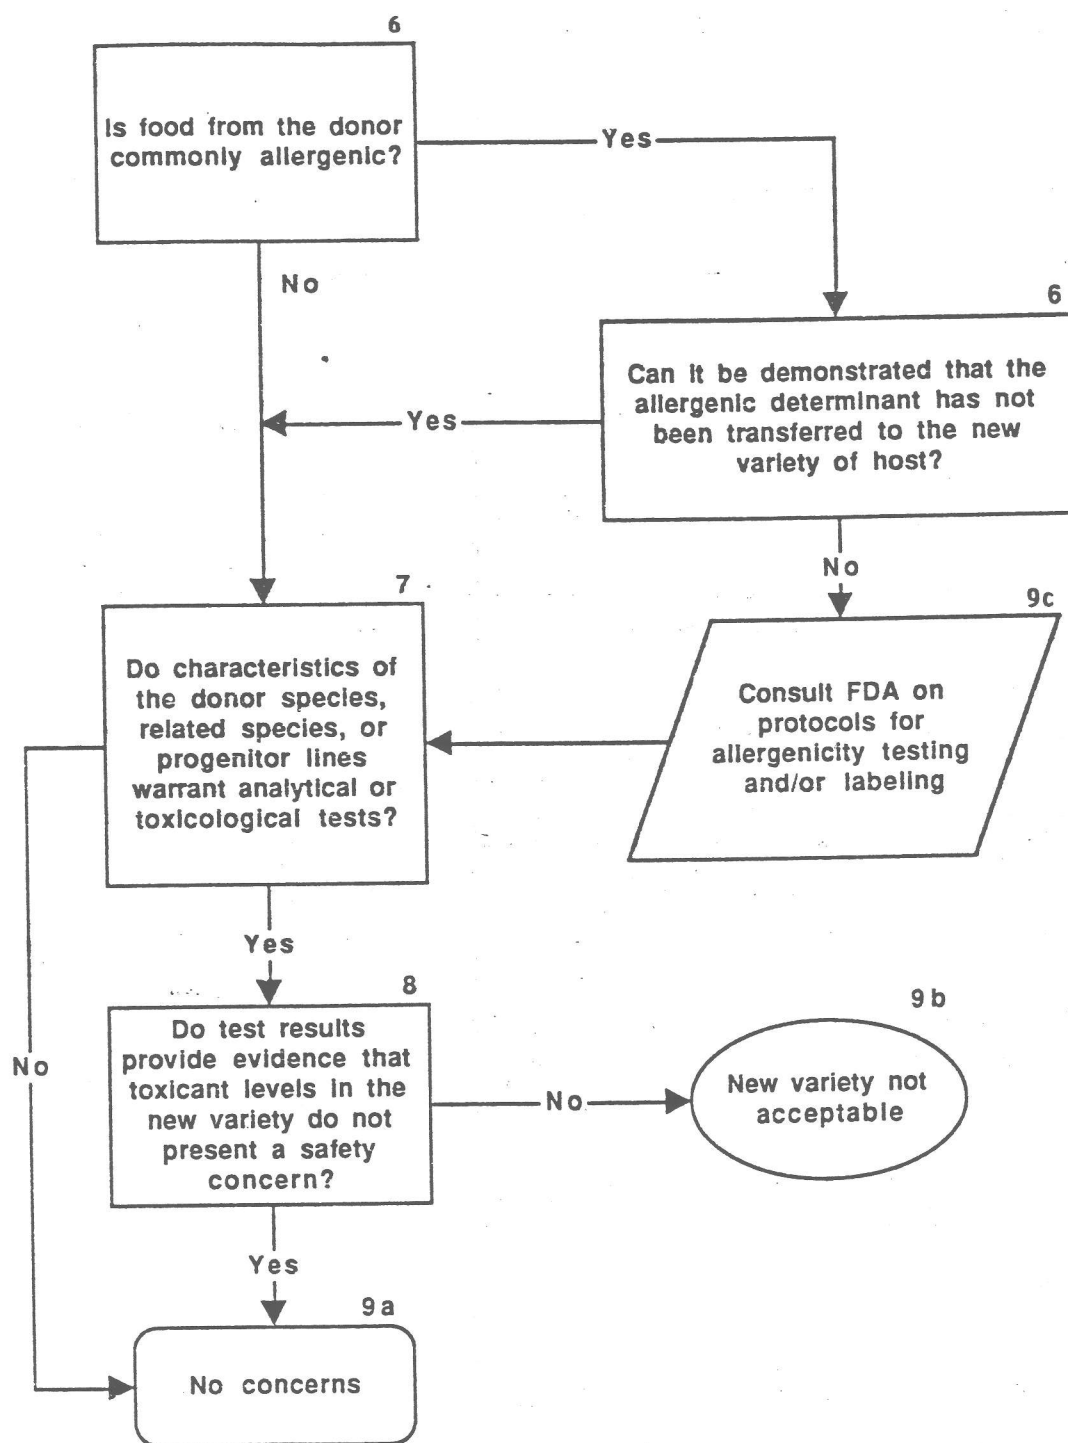 6
Is food from the donor
commonly allergenic?
Yes
No
6
Can it be demonstrated that the
allergenic determinant has not
been transferred to the new
variety of host?
Yes
No
7
Do characteristics of
the donor species,
related species, or
progenitor lines
warrant analytical or
toxicological tests?
9c
Consult FDA on
protocols for
allergenicity testing
and/or labeling
Yes
No
8
Do test results
provide evidence that
toxicant levels in the
new variety do not
present a safety
concern?
No
9b
New variety not
acceptable
Yes
9a
No concerns